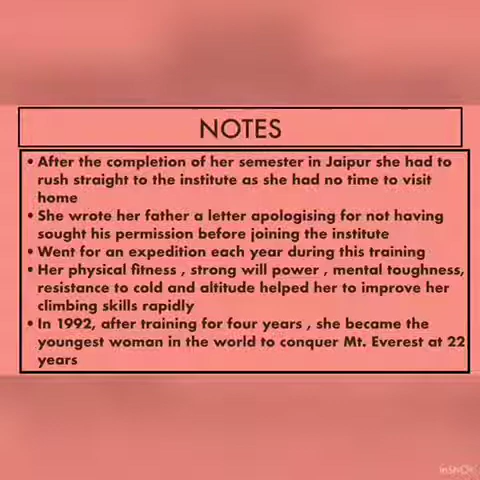 NOTES
• After the completion of her semester in Jaipur she had to
rush straight to the institute as she had no time to visit
home
• She wrote her father a letter apologising for not having
sought his permission before joining the institute
• Went for an expedition each year during this training
• Her physical fitness , strong will power , mental toughness,
resistance to cold and altitude helped her to improve her
climbing skills rapidly
• In 1992, after training for four years , she became the
youngest woman in the world to conquer Mt. Everest at 22
years